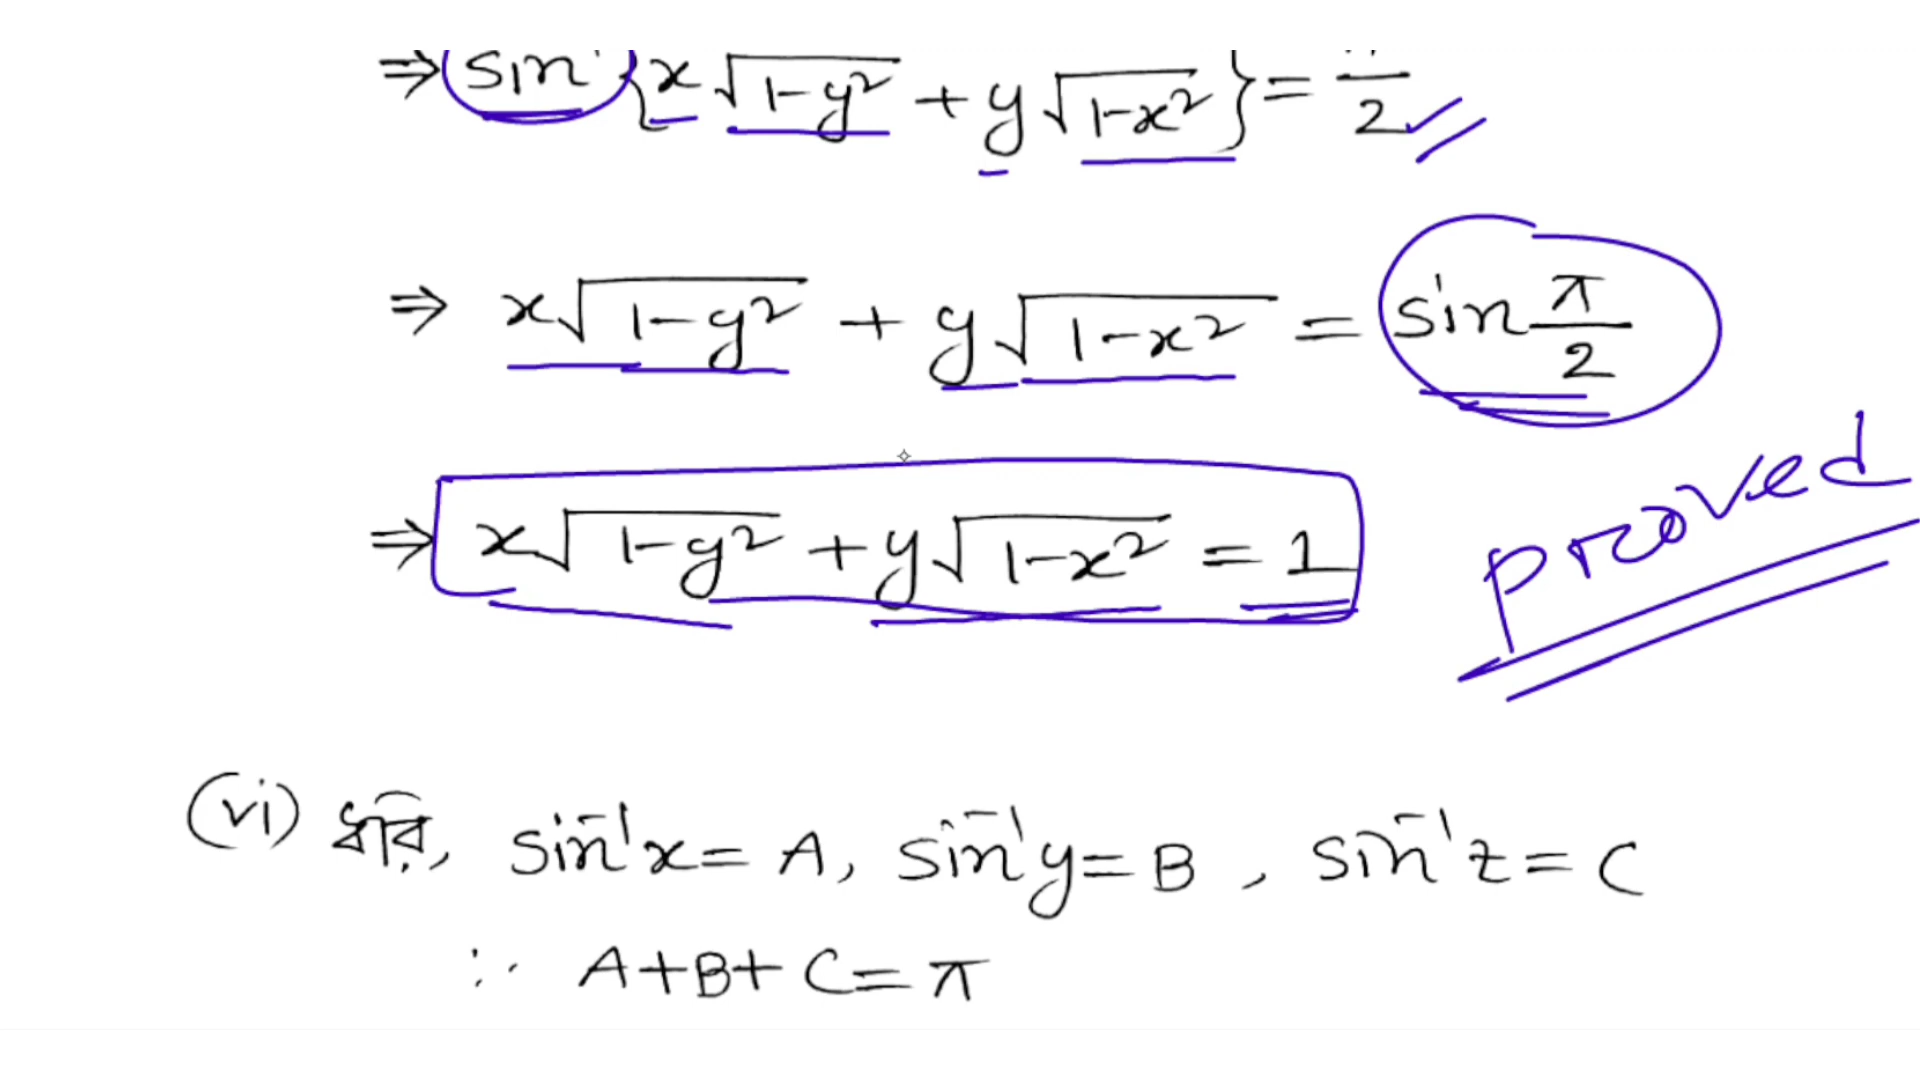 ⇒ sin⁻¹{x√(1-y²) + y√(1-x²)} = π/2
⇒ x√(1-y²) + y√(1-x²) = sin π/2
⇒ x√(1-y²) + y√(1-x²) = 1
proved
(vi) ধরি, sin⁻¹x = A, sin⁻¹y = B, sin⁻¹z = C
∵ A+B+C = π